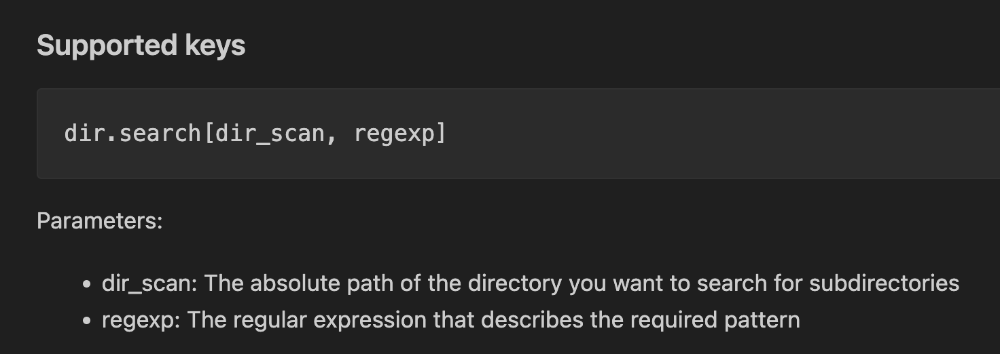 Supported keys
dir.search[dir_scan, regexp]
Parameters:
• dir_scan: The absolute path of the directory you want to search for subdirectories
• regexp: The regular expression that describes the required pattern